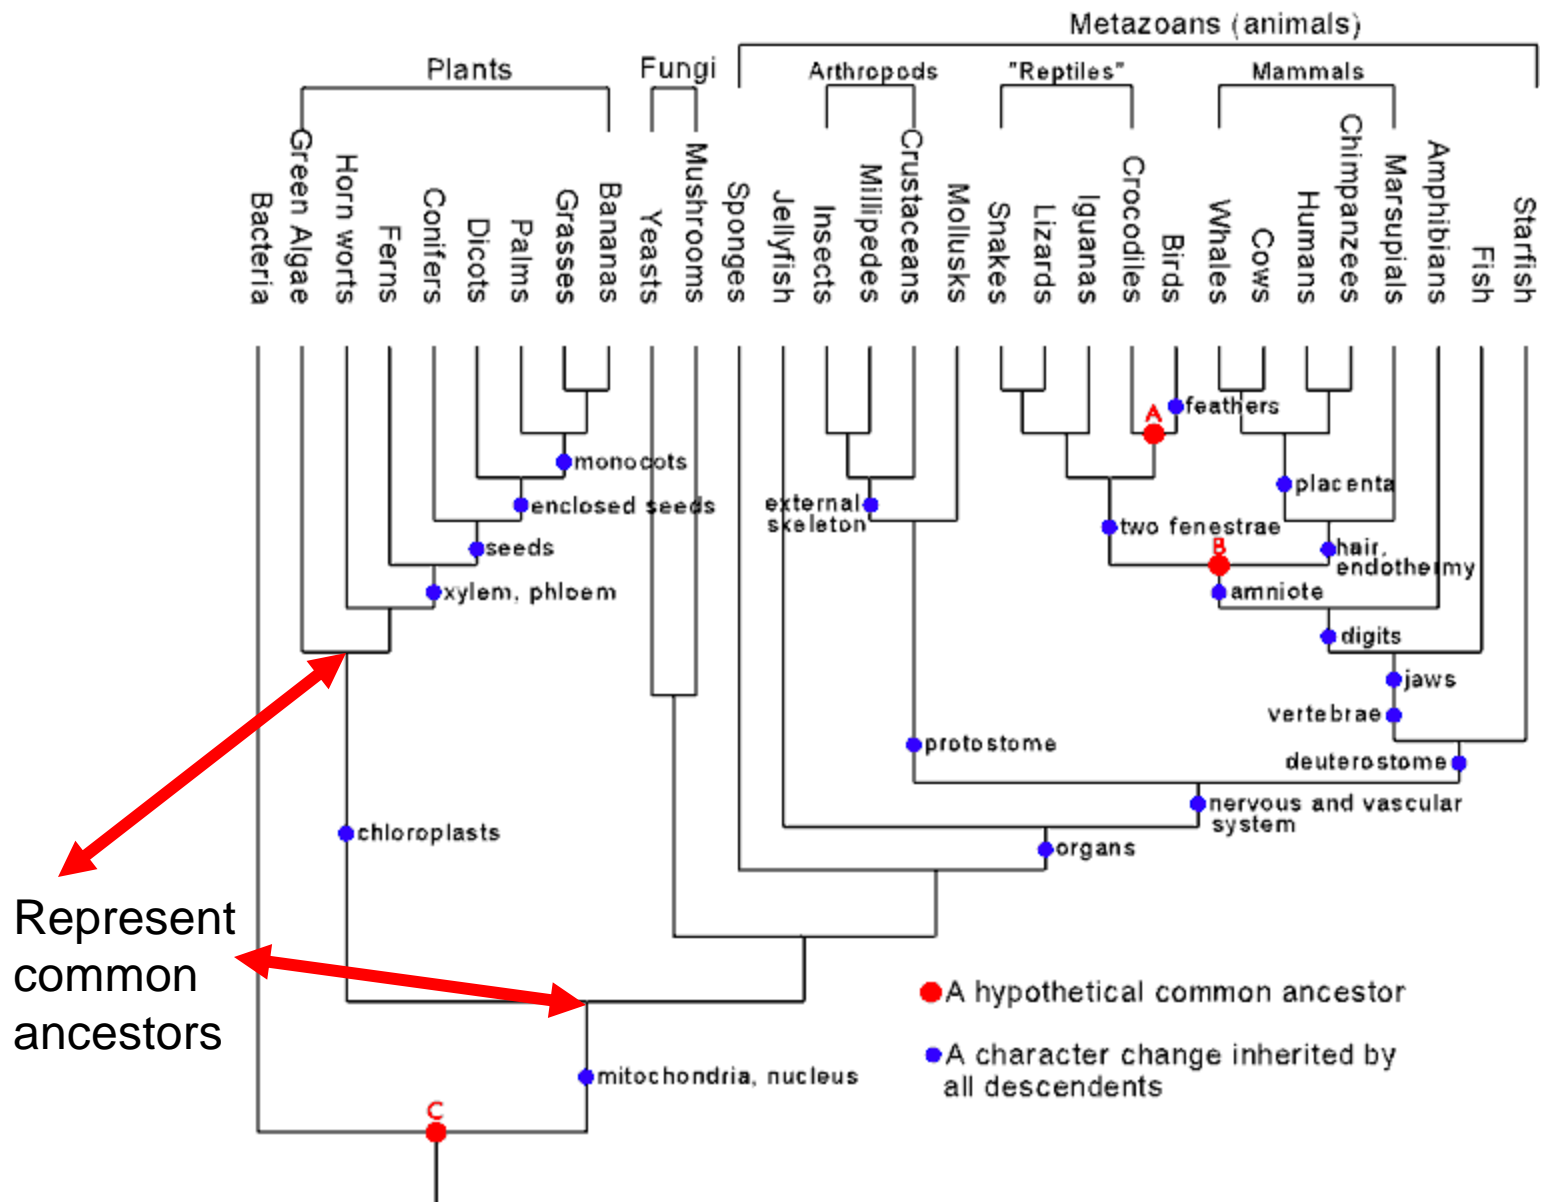 Metazoans (animals)
Plants
Fungi
Arthropods
"Reptiles"
Mammals
Bacteria
Green Algae
Horn worts
Ferns
Conifers
Dicots
Palms
Grasses
Bananas
Yeasts
Mushrooms
Sponges
Jellyfish
Insects
Millipedes
Crustaceans
Mollusks
Snakes
Lizards
Iguanas
Crocodiles
Birds
Whales
Cows
Humans
Chimpanzees
Marsupials
Amphibians
Fish
Starfish
A
feathers
monocots
placenta
enclosed seeds
external
skeleton
two fenestrae
seeds
B
hair,
endothermy
xylem, phloem
amniote
digits
jaws
vertebrae
protostome
deuterostome
nervous and vascular
system
chloroplasts
organs
Represent
common
ancestors
A hypothetical common ancestor
A character change inherited by
all descendents
mitochondria, nucleus
C